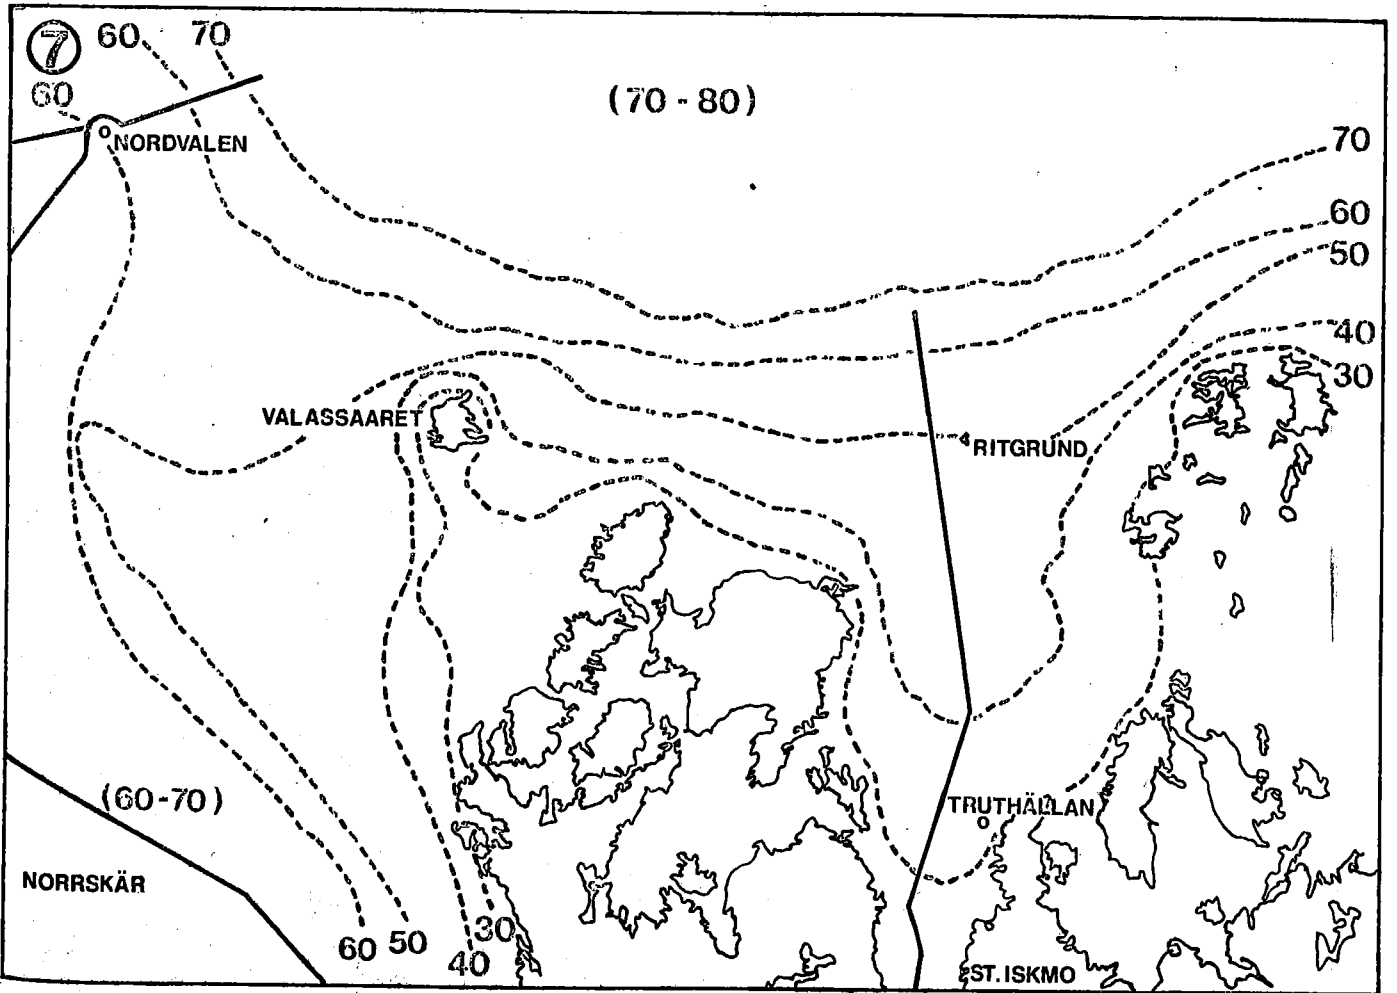 7 60 70
60
(70 - 80)
NORDVALEN
70
60
50
40
30
VALASSAARET
RITGRUND
(60-70)
TRUTHÄLLAN
NORRSKÄR
60 50 40 30
ST. ISKMO